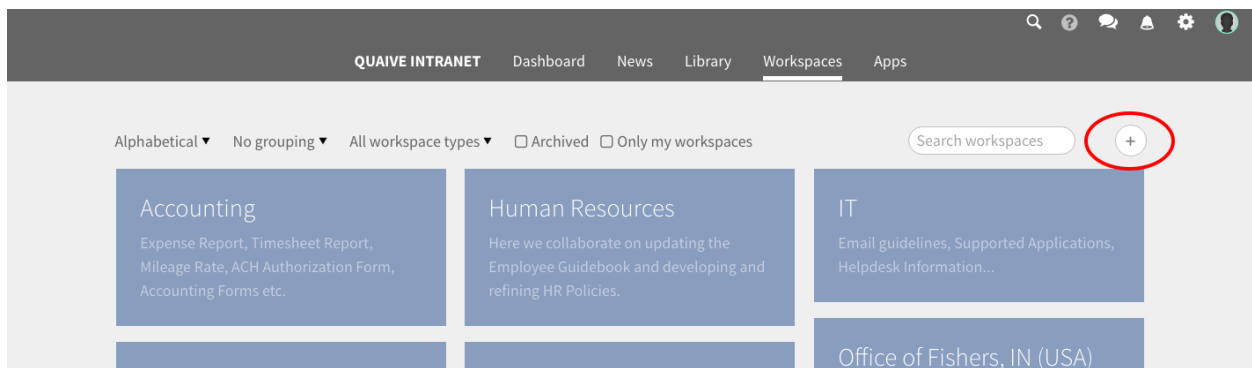 QUAIVE INTRANET Dashboard News Library Workspaces Apps
Alphabetical ▼ No grouping ▼ All workspace types ▼ Archived Only my workspaces Search workspaces +
Accounting
Expense Report, Timesheet Report,
Mileage Rate, ACH Authorization Form,
Accounting Forms etc.
Human Resources
Here we collaborate on updating the
Employee Guidebook and developing and
refining HR Policies.
IT
Email guidelines, Supported Applications,
Helpdesk Information...
Office of Fishers, IN (USA)